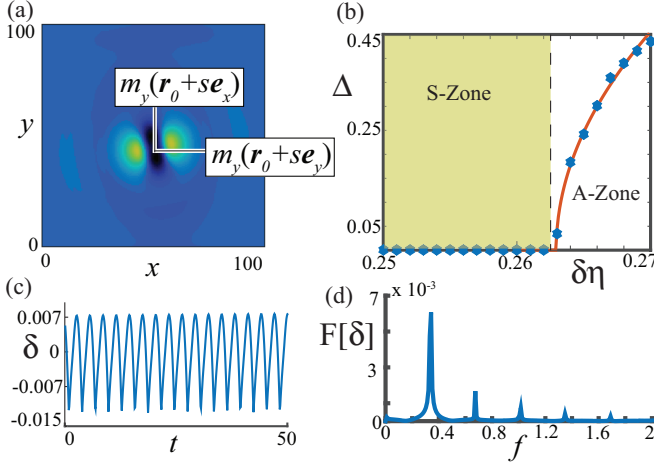 (a)
100
y
0
0
x
100
m_y(r_0+se_x)
m_y(r_0+se_y)
(b)
0.45
Δ
0.25
0.05
S-Zone
A-Zone
0.25
0.26
0.27
δη
(c)
0.007
δ
0
-0.007
-0.015
0
t
50
(d)
7
x 10⁻³
F[δ]
3
0
0
0.4
0.8
1.2
1.6
2
f